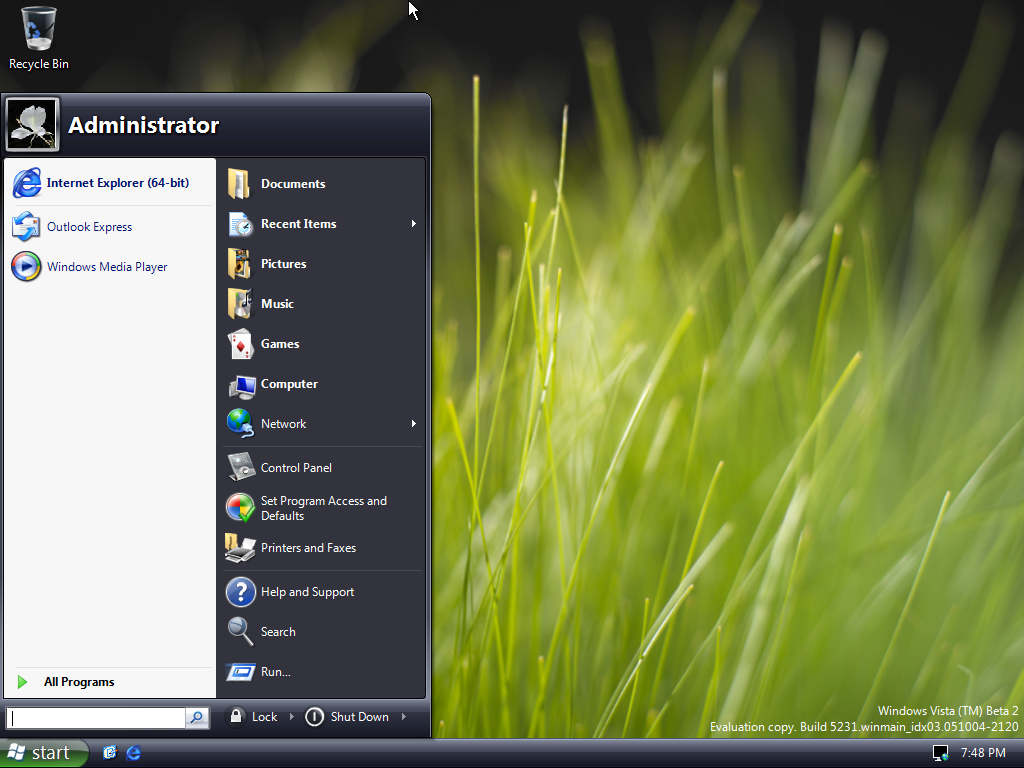 Recycle Bin
Administrator
Internet Explorer (64-bit)
Outlook Express
Windows Media Player
All Programs
Documents
Recent Items
Pictures
Music
Games
Computer
Network
Control Panel
Set Program Access and
Defaults
Printers and Faxes
Help and Support
Search
Run...
Lock
Shut Down
Windows Vista (TM) Beta 2
Evaluation copy. Build 5231.winmain_idx03.051004-2120
start
7:48 PM